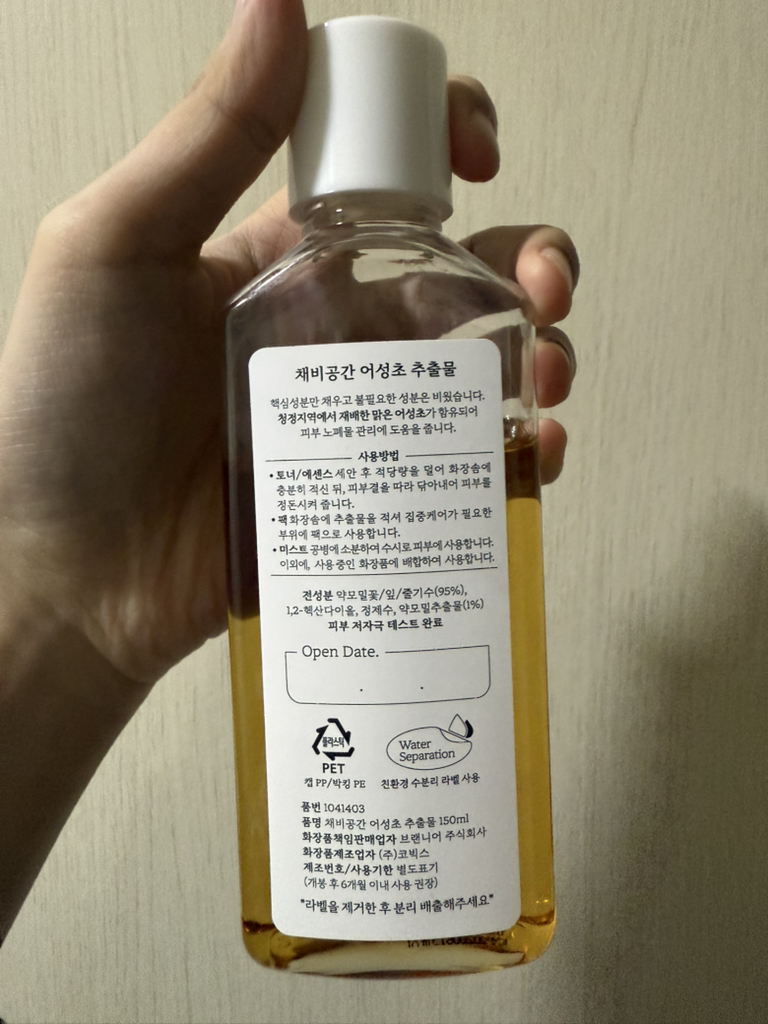 채비공간 어성초 추출물
핵심성분만 채우고 불필요한 성분은 비웠습니다.
청정지역에서 재배한 맑은 어성초가 함유되어
피부 노폐물 관리에 도움을 줍니다.
사용방법
• 토너/에센스 세안 후 적당량을 덜어 화장솜에
충분히 적신 뒤, 피부결을 따라 닦아내어 피부를
정돈시켜 줍니다.
• 팩 화장솜에 추출물을 적셔 집중케어가 필요한
부위에 팩으로 사용합니다.
• 미스트 공병에 소분하여 수시로 피부에 사용합니다.
이외에, 사용 중인 화장품에 배합하여 사용합니다.
전성분 약모밀꽃/잎/줄기수(95%),
1,2-헥산다이올, 정제수, 약모밀추출물(1%)
피부 저자극 테스트 완료
Open Date.
. .
플라스틱
PET
캡 PP/박킹 PE
Water
Separation
친환경 수분리 라벨 사용
품번 1041403
품명 채비공간 어성초 추출물 150ml
화장품책임판매업자 브랜니어 주식회사
화장품제조업자 (주)코빅스
제조번호/사용기한 별도표기
(개봉 후 6개월 이내 사용 권장)
"라벨을 제거한 후 분리 배출해주세요"